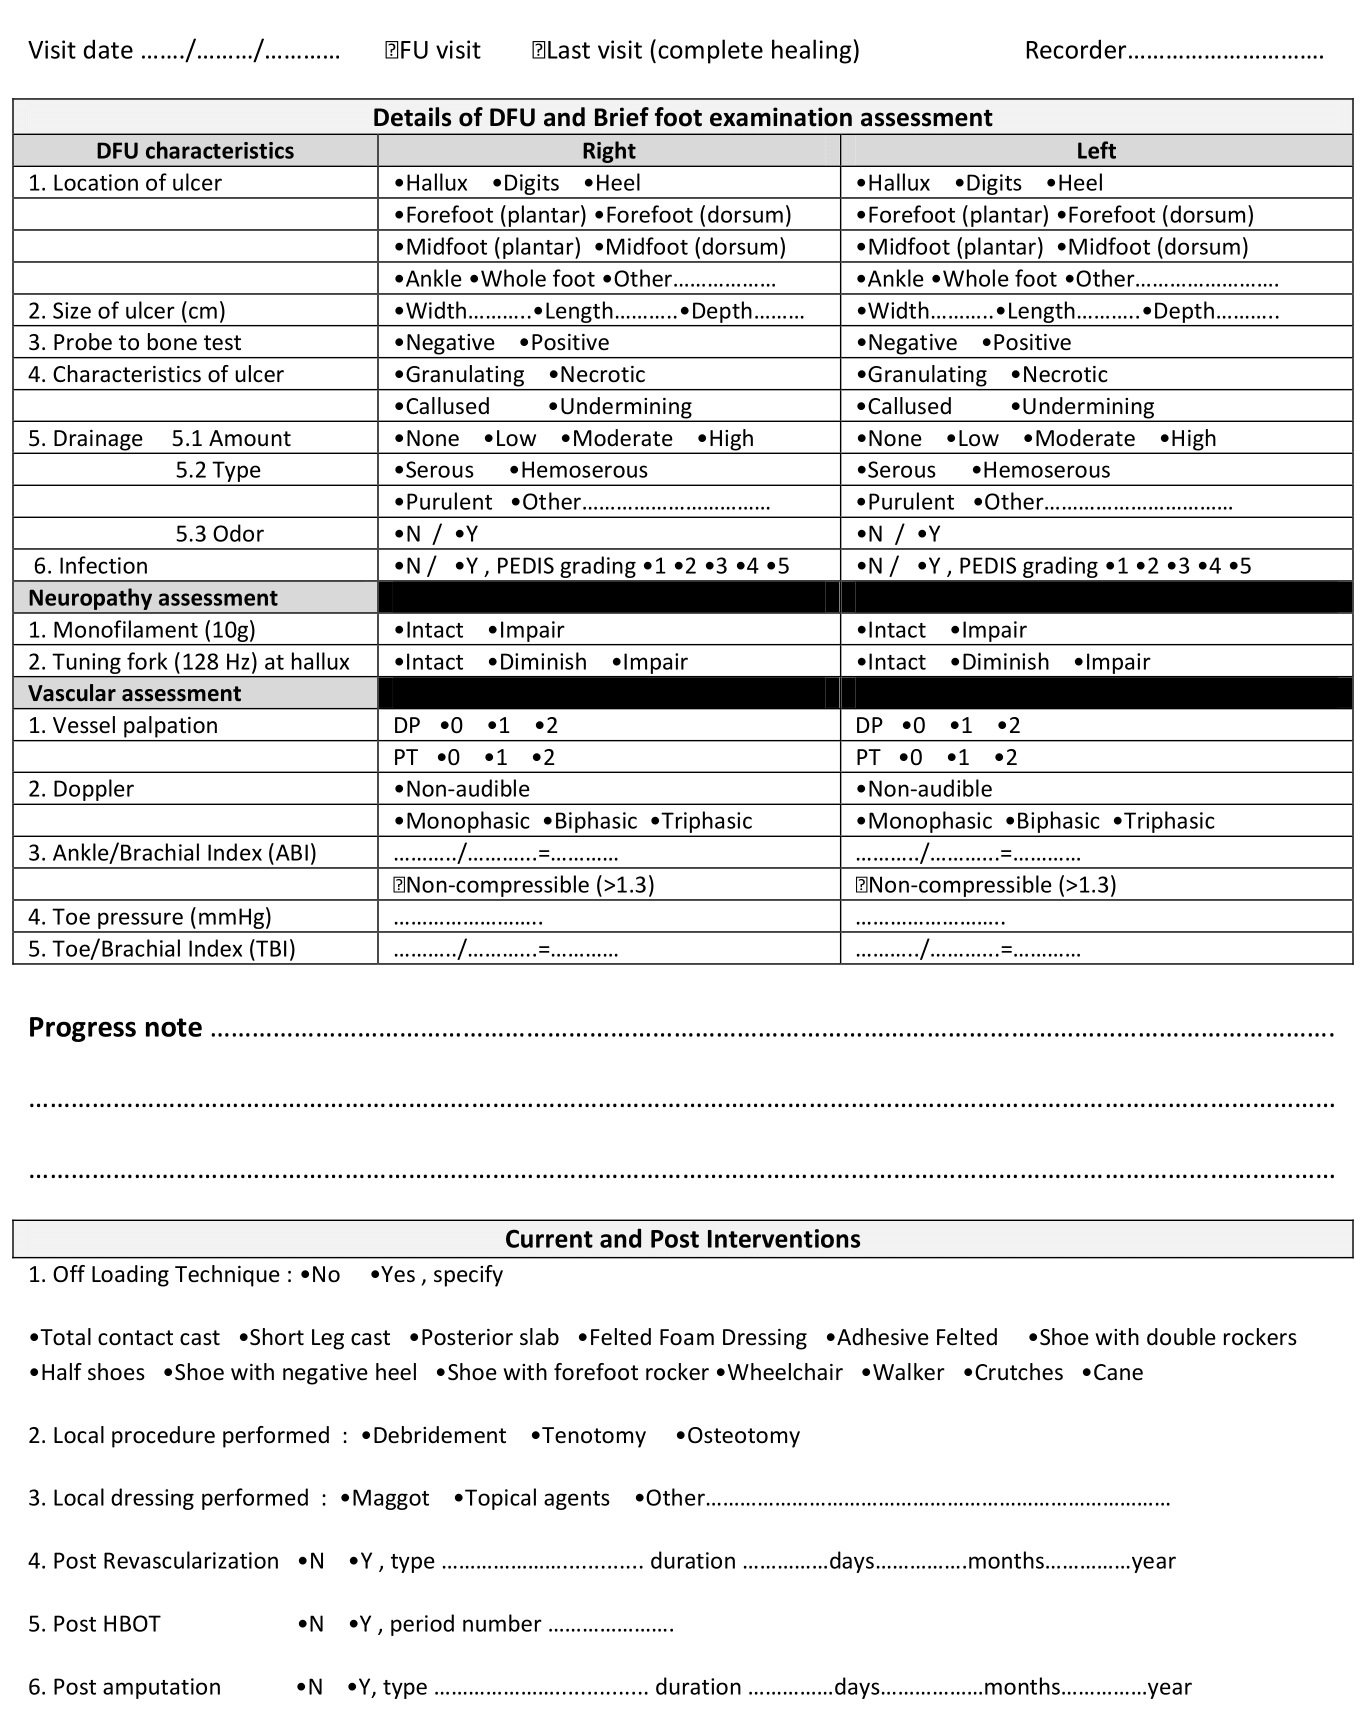 Visit date ......./………/………… ⍰FU visit ⍰Last visit (complete healing) Recorder……………………….
Details of DFU and Brief foot examination assessment
DFU characteristics Right Left
1. Location of ulcer •Hallux •Digits •Heel •Hallux •Digits •Heel
•Forefoot (plantar) •Forefoot (dorsum) •Forefoot (plantar) •Forefoot (dorsum)
•Midfoot (plantar) •Midfoot (dorsum) •Midfoot (plantar) •Midfoot (dorsum)
•Ankle •Whole foot •Other……………… •Ankle •Whole foot •Other…………………….
2. Size of ulcer (cm) •Width………..•Length………..•Depth……… •Width………..•Length………..•Depth………..
3. Probe to bone test •Negative •Positive •Negative •Positive
4. Characteristics of ulcer •Granulating •Necrotic •Granulating •Necrotic
•Callused •Undermining •Callused •Undermining
5. Drainage 5.1 Amount •None •Low •Moderate •High •None •Low •Moderate •High
5.2 Type •Serous •Hemoserous •Serous •Hemoserous
•Purulent •Other………………………… •Purulent •Other…………………………
5.3 Odor •N / •Y •N / •Y
6. Infection •N / •Y , PEDIS grading •1 •2 •3 •4 •5 •N / •Y , PEDIS grading •1 •2 •3 •4 •5
Neuropathy assessment
1. Monofilament (10g) •Intact •Impair •Intact •Impair
2. Tuning fork (128 Hz) at hallux •Intact •Diminish •Impair •Intact •Diminish •Impair
Vascular assessment
1. Vessel palpation DP •0 •1 •2 DP •0 •1 •2
PT •0 •1 •2 PT •0 •1 •2
2. Doppler •Non-audible •Non-audible
•Monophasic •Biphasic •Triphasic •Monophasic •Biphasic •Triphasic
3. Ankle/Brachial Index (ABI) ………../………...=………… ………../………...=…………
⍰Non-compressible (>1.3) ⍰Non-compressible (>1.3)
4. Toe pressure (mmHg) ……………………. …………………….
5. Toe/Brachial Index (TBI) ………../………...=………… ………../………...=…………
Progress note ……………………………………………………………………………………………………………………………………….
………………………………………………………………………………………………………………………………………………………………
………………………………………………………………………………………………………………………………………………………………
Current and Post Interventions
1. Off Loading Technique : •No •Yes , specify
•Total contact cast •Short Leg cast •Posterior slab •Felted Foam Dressing •Adhesive Felted •Shoe with double rockers
•Half shoes •Shoe with negative heel •Shoe with forefoot rocker •Wheelchair •Walker •Crutches •Cane
2. Local procedure performed : •Debridement •Tenotomy •Osteotomy
3. Local dressing performed : •Maggot •Topical agents •Other…………………………………………………………………
4. Post Revascularization •N •Y , type ………………............ duration …………..days…………..months…………..year
5. Post HBOT •N •Y , period number ……………….…
6. Post amputation •N •Y, type ………………............. duration …………..days……………..months…………..year